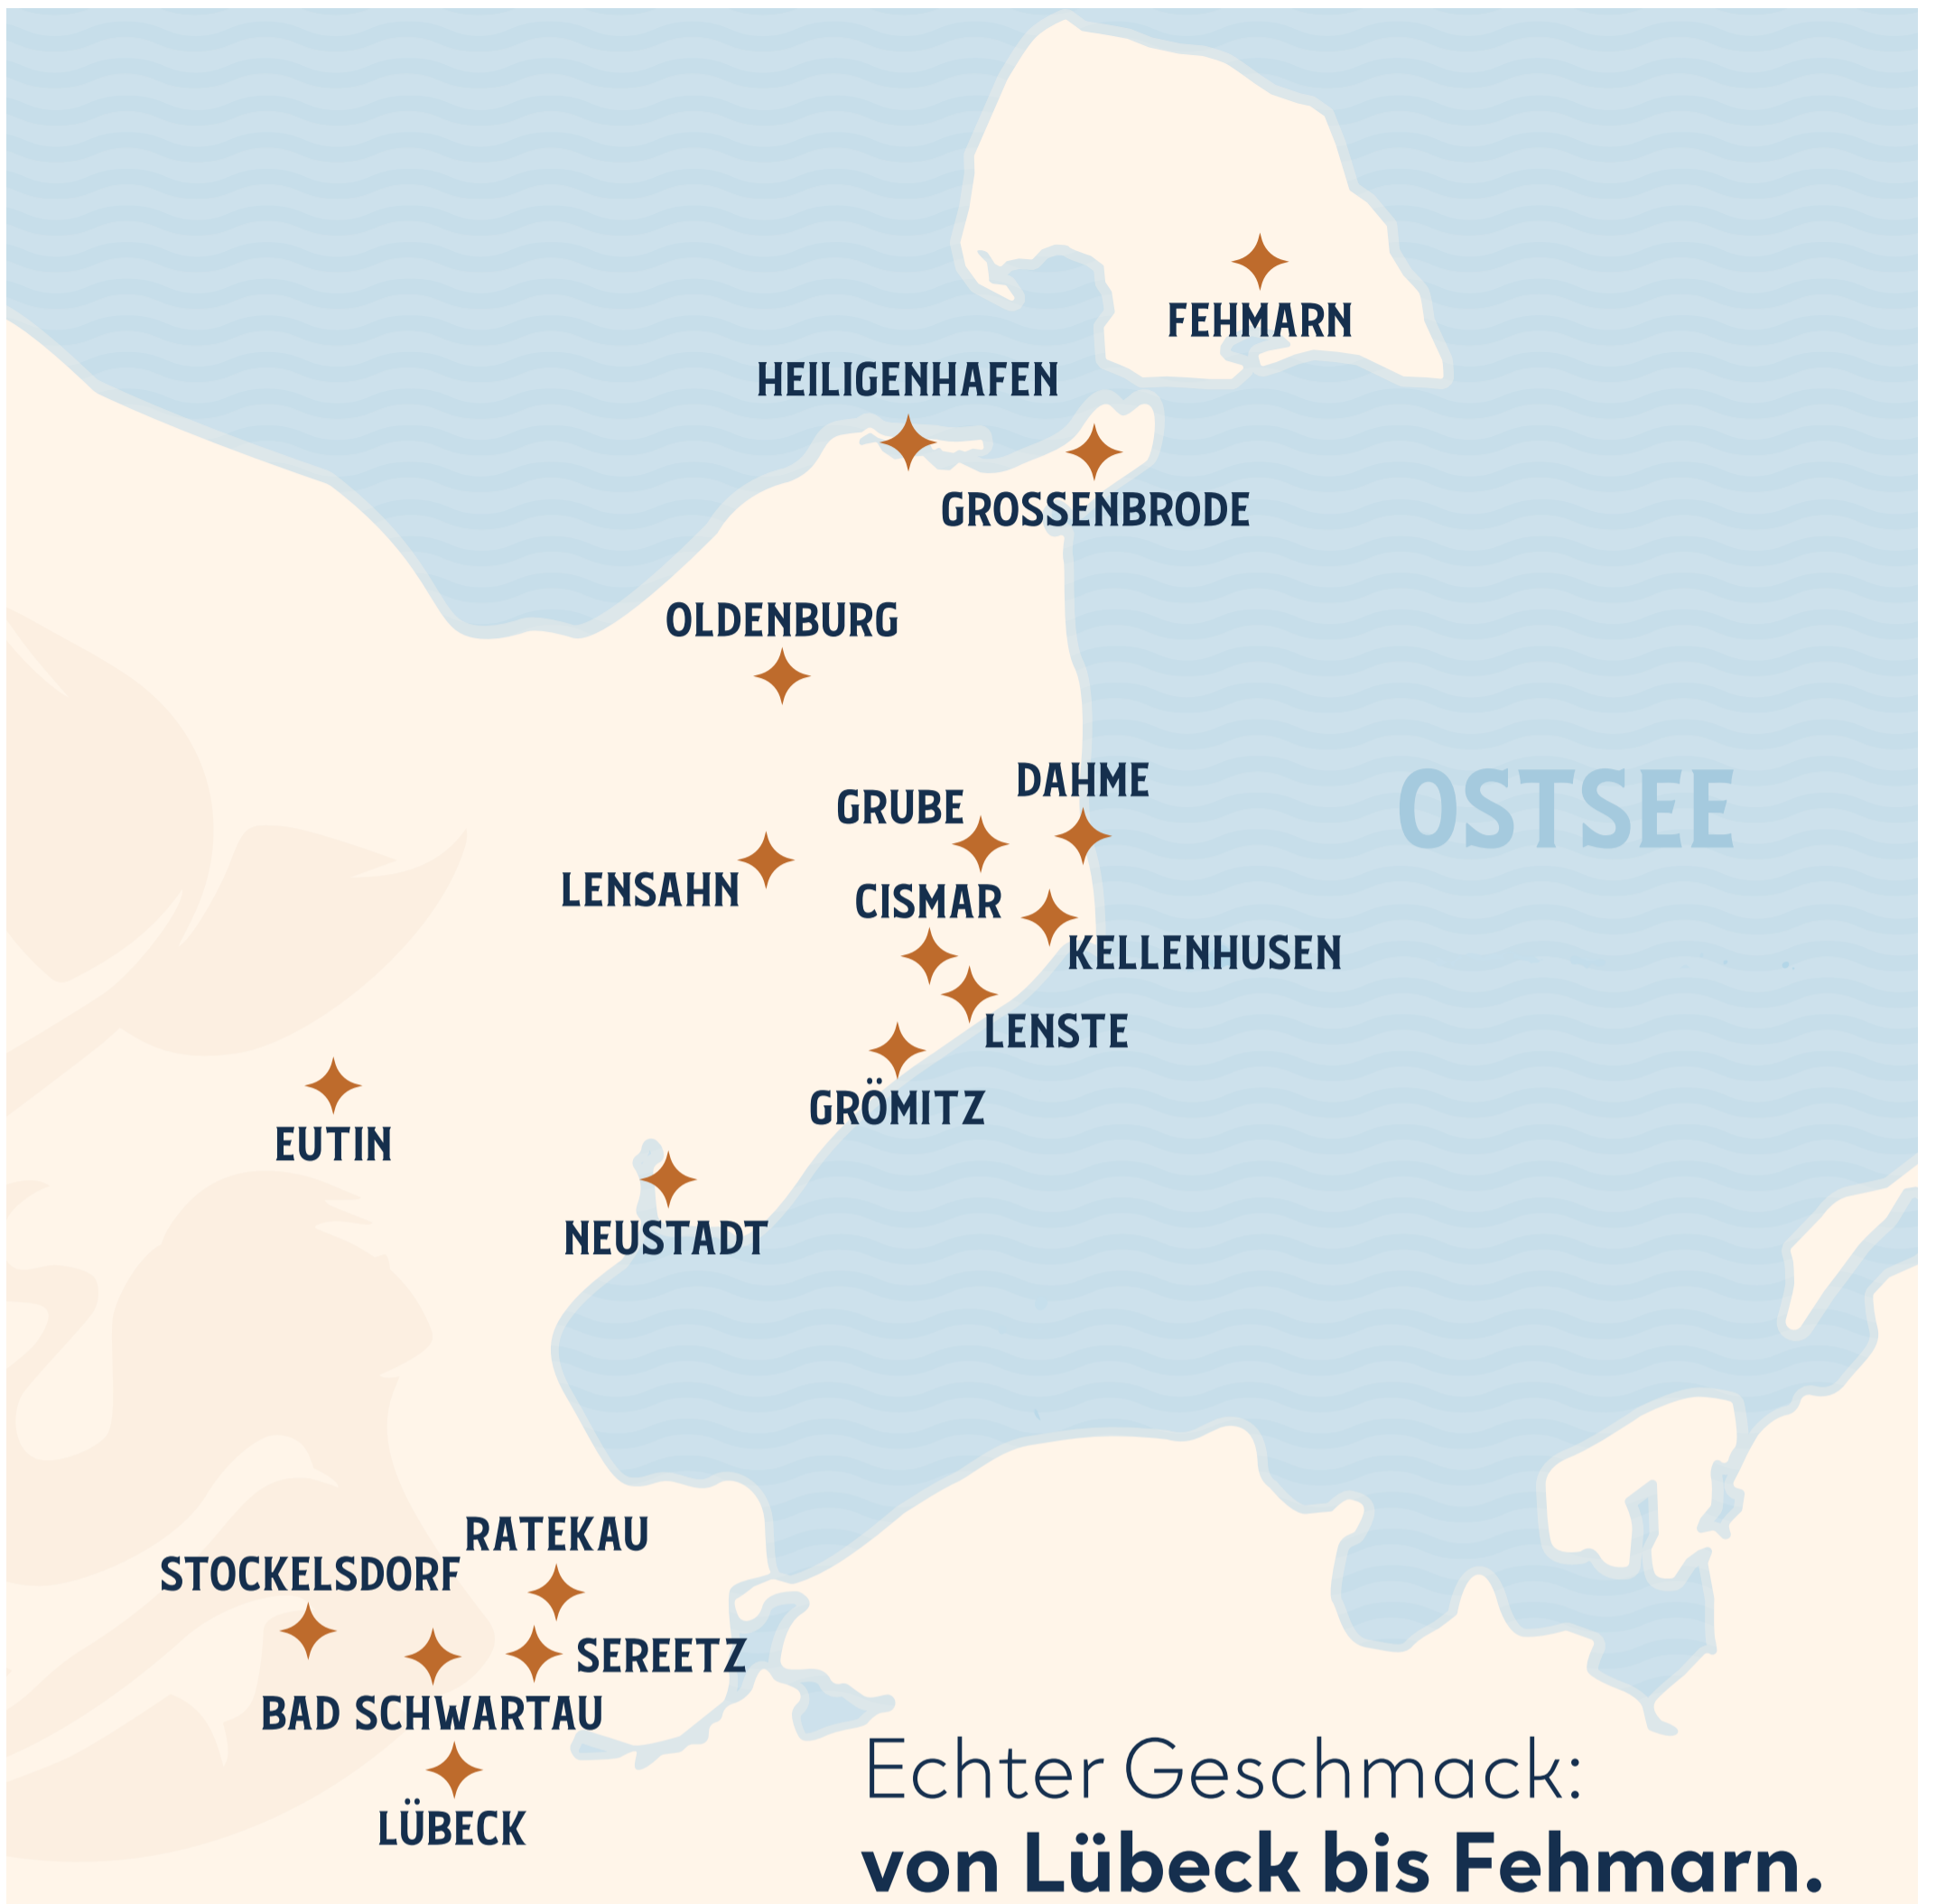 FEHMARN
HEILIGENHAFEN
GROSSENBRODE
OLDENBURG
DAHME
OSTSEE
GRUBE
LENSAHN
CISMAR
KELLENHUSEN
LENSTE
GRÖMITZ
EUTIN
NEUSTADT
RATEKAU
STOCKELSDORF
SEREETZ
BAD SCHWARTAU
LÜBECK
Echter Geschmack:
von Lübeck bis Fehmarn.